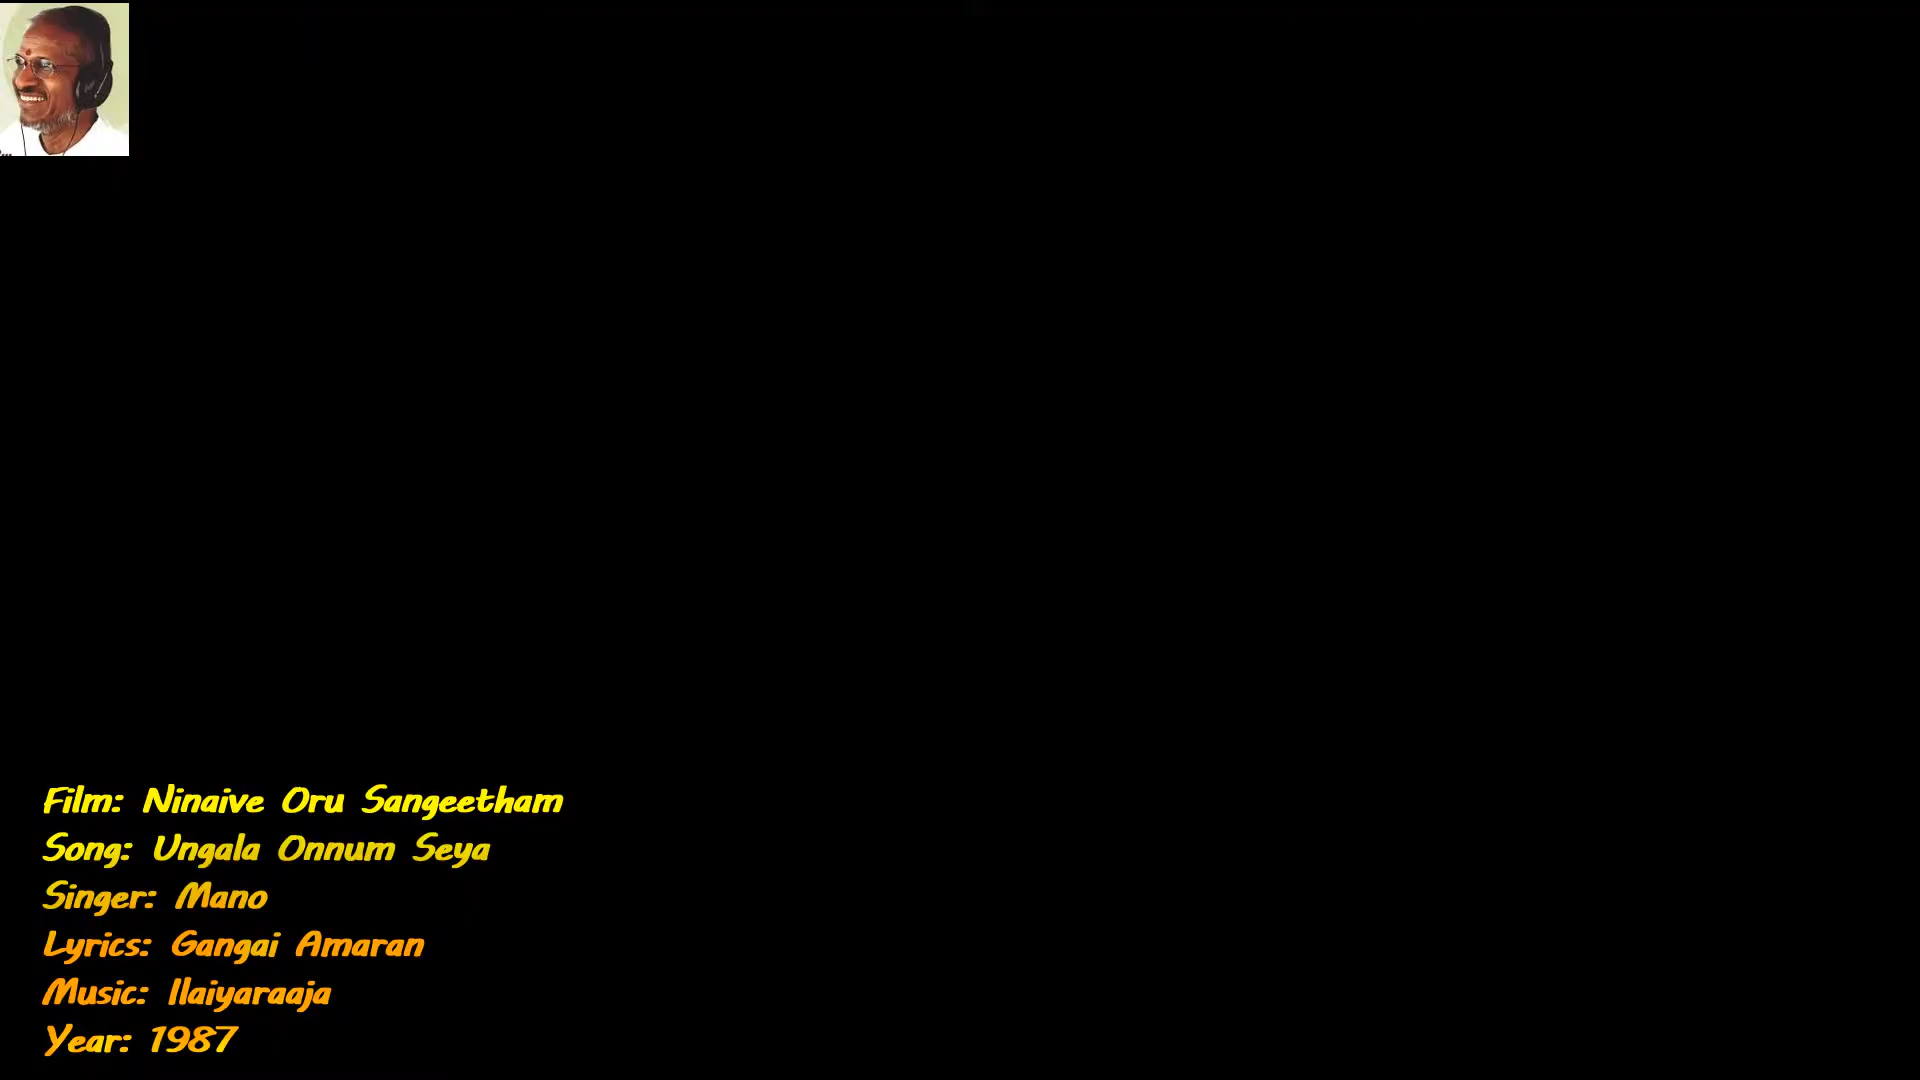 Film: Ninaive Oru Sangeetham
Song: Ungala Onnum Seya
Singer: Mano
Lyrics: Gangai Amaran
Music: Ilaiyaraaja
Year: 1987